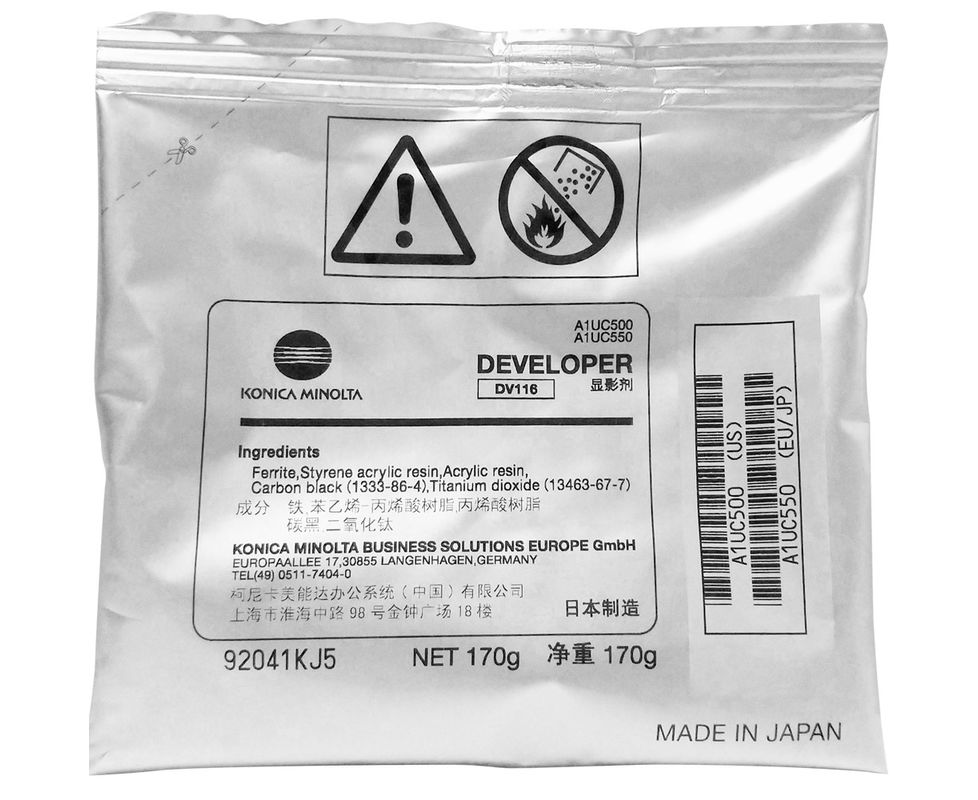 A1UC500
A1UC550
KONICA MINOLTA
DEVELOPER
DV116
显影剂
Ingredients
Ferrite,Styrene acrylic resin,Acrylic resin,
Carbon black (1333-86-4),Titanium dioxide (13463-67-7)
成分 铁,苯乙烯-丙烯酸树脂,丙烯酸树脂
碳黑,二氧化钛
KONICA MINOLTA BUSINESS SOLUTIONS EUROPE GmbH
EUROPAALLEE 17,30855 LANGENHAGEN,GERMANY
TEL(49) 0511-7404-0
柯尼卡美能达办公系统(中国)有限公司
上海市淮海中路 98 号金钟广场 18 楼
日本制造
92041KJ5 NET 170g 净重 170g
A1UC500 (US)
A1UC550 (EU/JP)
MADE IN JAPAN